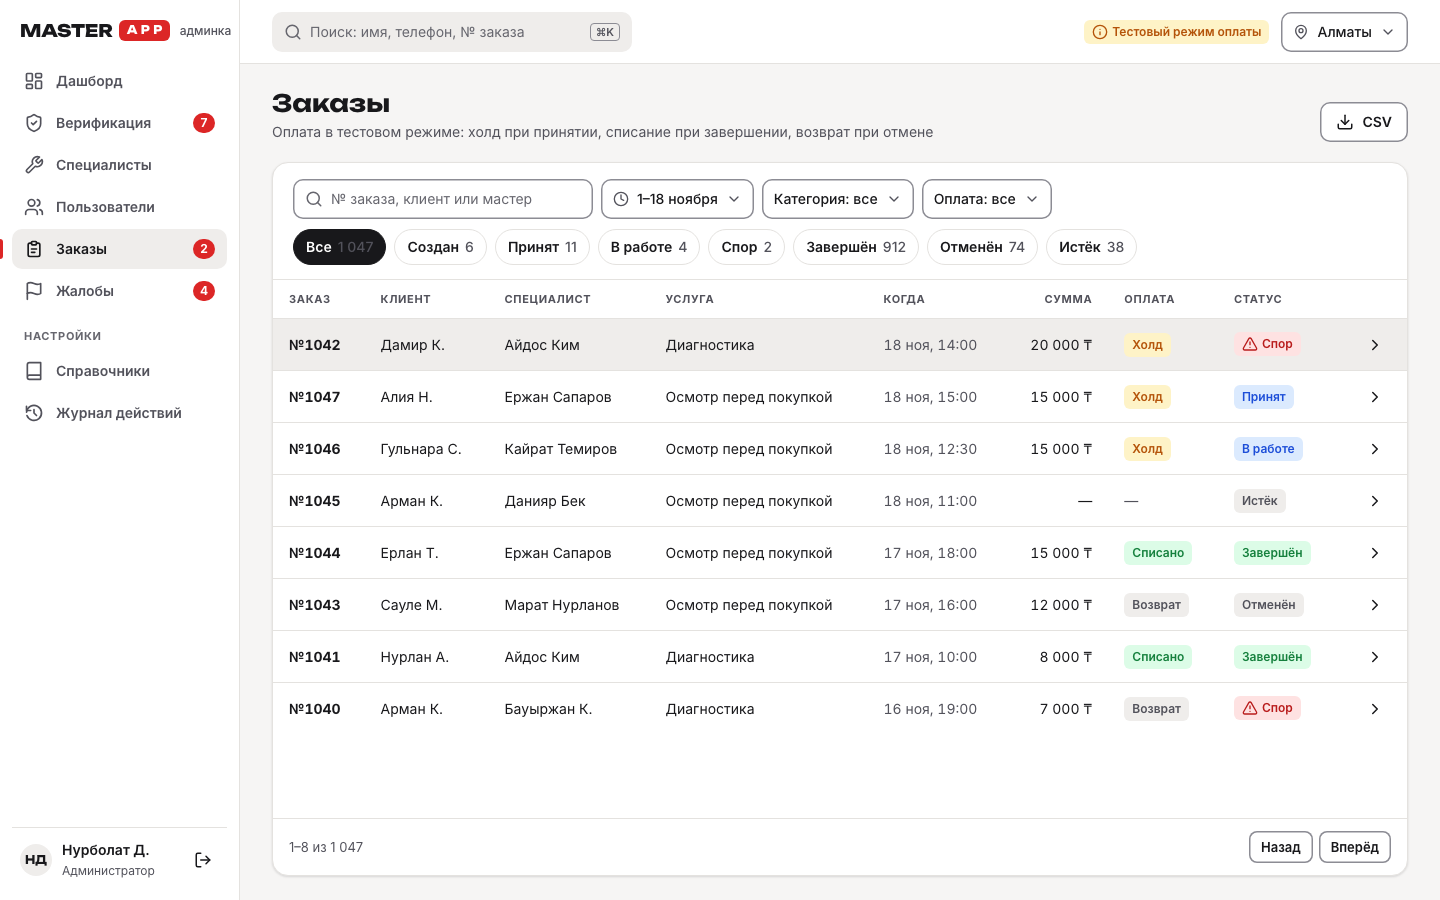 MASTER APP админка
Поиск: имя, телефон, № заказа ⌘K
Тестовый режим оплаты
Алматы
Дашборд
Верификация 7
Специалисты
Пользователи
Заказы 2
Жалобы 4
НАСТРОЙКИ
Справочники
Журнал действий
НД
Нурболат Д.
Администратор
Заказы
Оплата в тестовом режиме: холд при принятии, списание при завершении, возврат при отмене
CSV
№ заказа, клиент или мастер
1–18 ноября
Категория: все
Оплата: все
Все 1 047
Создан 6
Принят 11
В работе 4
Спор 2
Завершён 912
Отменён 74
Истёк 38
ЗАКАЗ КЛИЕНТ СПЕЦИАЛИСТ УСЛУГА КОГДА СУММА ОПЛАТА СТАТУС
№1042 Дамир К. Айдос Ким Диагностика 18 ноя, 14:00 20 000 ₸ Холд Спор
№1047 Алия Н. Ержан Сапаров Осмотр перед покупкой 18 ноя, 15:00 15 000 ₸ Холд Принят
№1046 Гульнара С. Кайрат Темиров Осмотр перед покупкой 18 ноя, 12:30 15 000 ₸ Холд В работе
№1045 Арман К. Данияр Бек Осмотр перед покупкой 18 ноя, 11:00 — — Истёк
№1044 Ерлан Т. Ержан Сапаров Осмотр перед покупкой 17 ноя, 18:00 15 000 ₸ Списано Завершён
№1043 Сауле М. Марат Нурланов Осмотр перед покупкой 17 ноя, 16:00 12 000 ₸ Возврат Отменён
№1041 Нурлан А. Айдос Ким Диагностика 17 ноя, 10:00 8 000 ₸ Списано Завершён
№1040 Арман К. Бауыржан К. Диагностика 16 ноя, 19:00 7 000 ₸ Возврат Спор
1–8 из 1 047
Назад
Вперёд